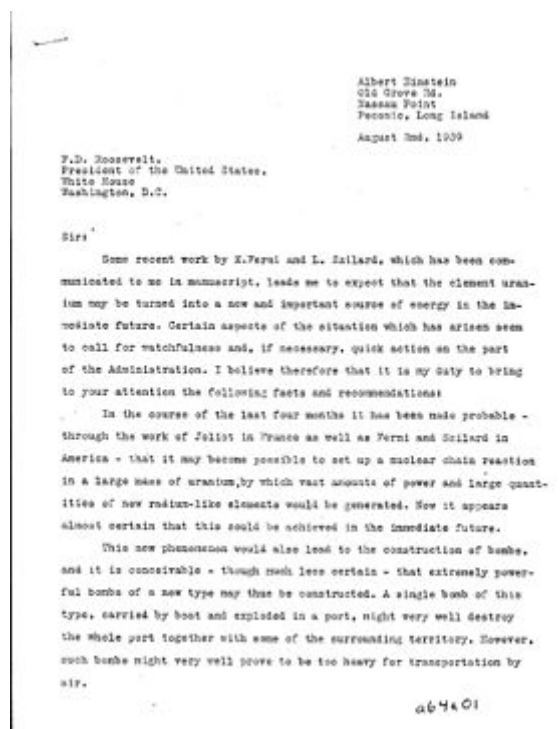 Albert Einstein
Old Grove Rd.
Nassau Point
Peconic, Long Island
August 2nd, 1939
F.D. Roosevelt,
President of the United States,
White House
Washington, D.C.
Sir:
Some recent work by E.Fermi and L. Szilard, which has been com-
municated to me in manuscript, leads me to expect that the element uran-
ium may be turned into a new and important source of energy in the im-
mediate future. Certain aspects of the situation which has arisen seem
to call for watchfulness and, if necessary, quick action on the part
of the Administration. I believe therefore that it is my duty to bring
to your attention the following facts and recommendations:
In the course of the last four months it has been made probable -
through the work of Joliot in France as well as Fermi and Szilard in
America - that it may become possible to set up a nuclear chain reaction
in a large mass of uranium,by which vast amounts of power and large quant-
ities of new radium-like elements would be generated. Now it appears
almost certain that this could be achieved in the immediate future.
This new phenomenon would also lead to the construction of bombs,
and it is conceivable - though much less certain - that extremely power-
ful bombs of a new type may thus be constructed. A single bomb of this
type, carried by boat and exploded in a port, might very well destroy
the whole port together with some of the surrounding territory. However,
such bombs might very well prove to be too heavy for transportation by
air.
a64a01